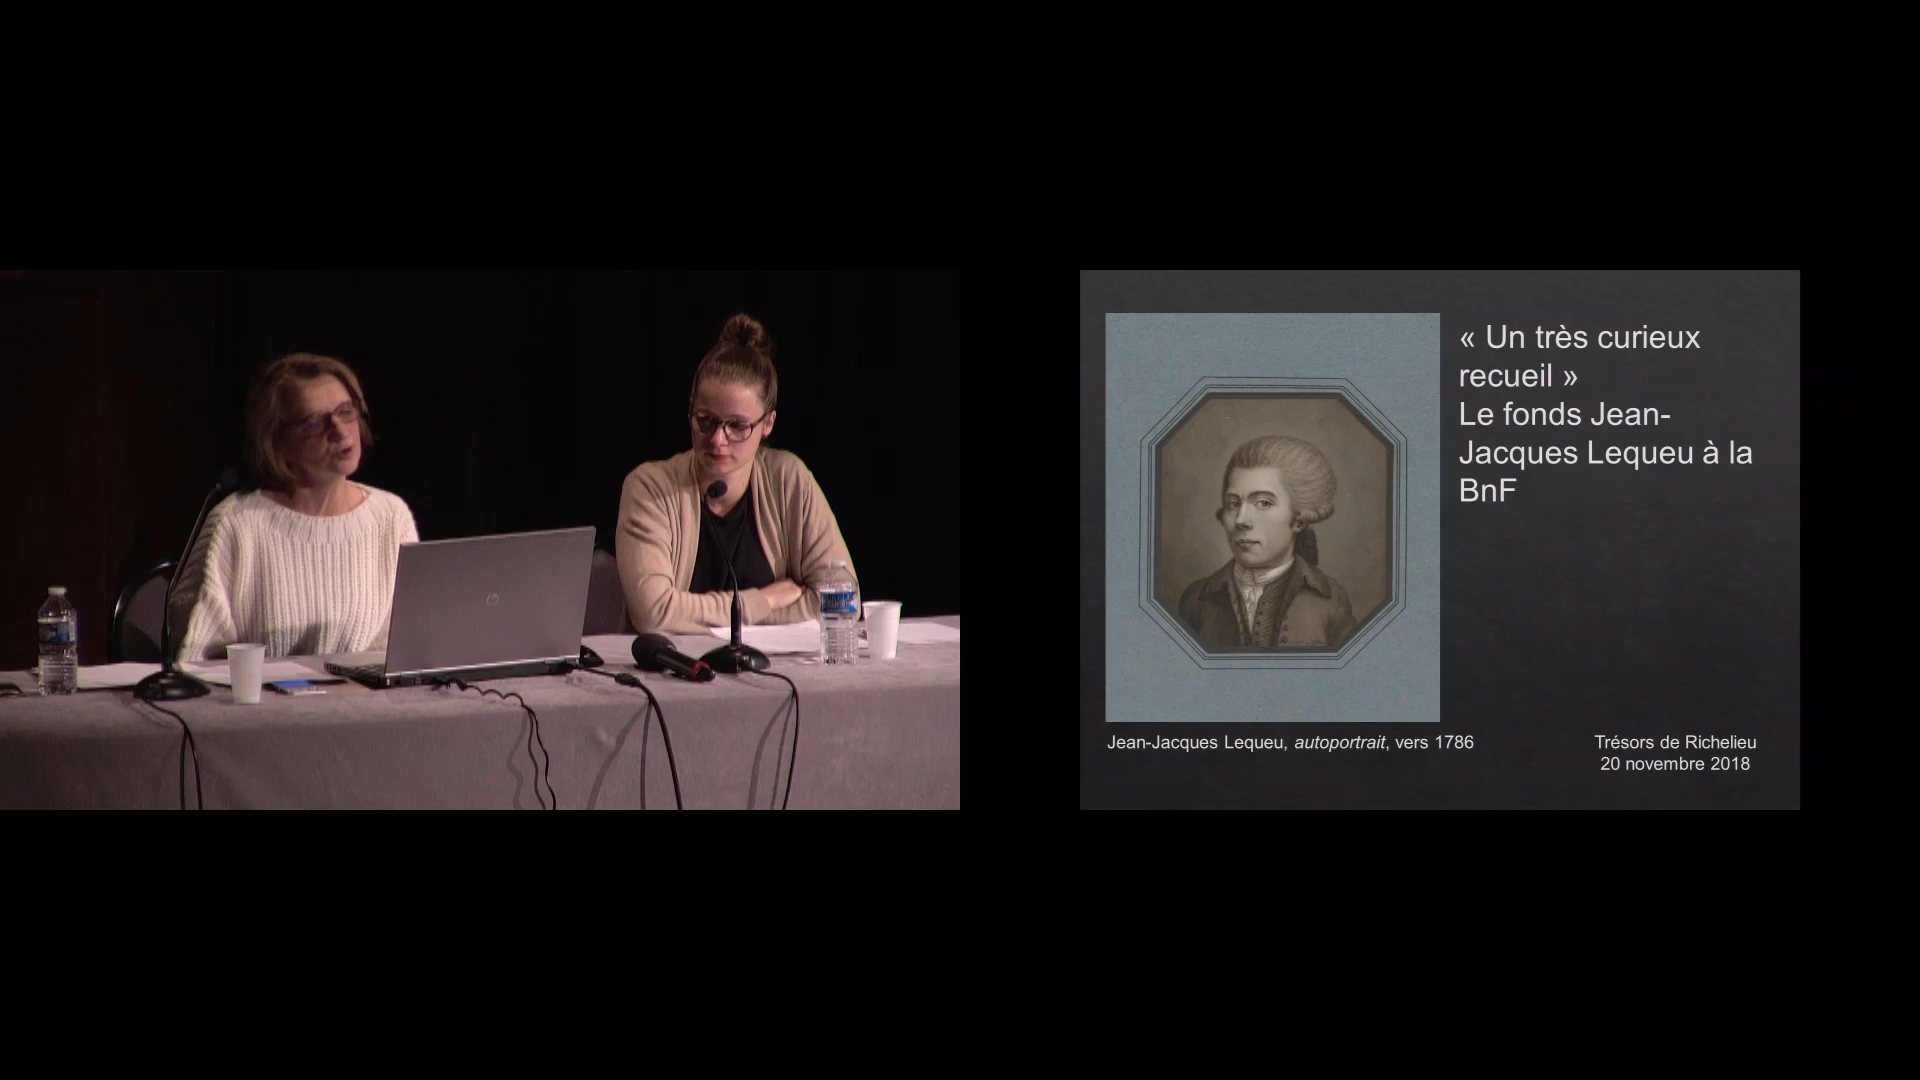 « Un très curieux
recueil »
Le fonds Jean-
Jacques Lequeu à la
BnF
Jean-Jacques Lequeu, autoportrait, vers 1786
Trésors de Richelieu
20 novembre 2018